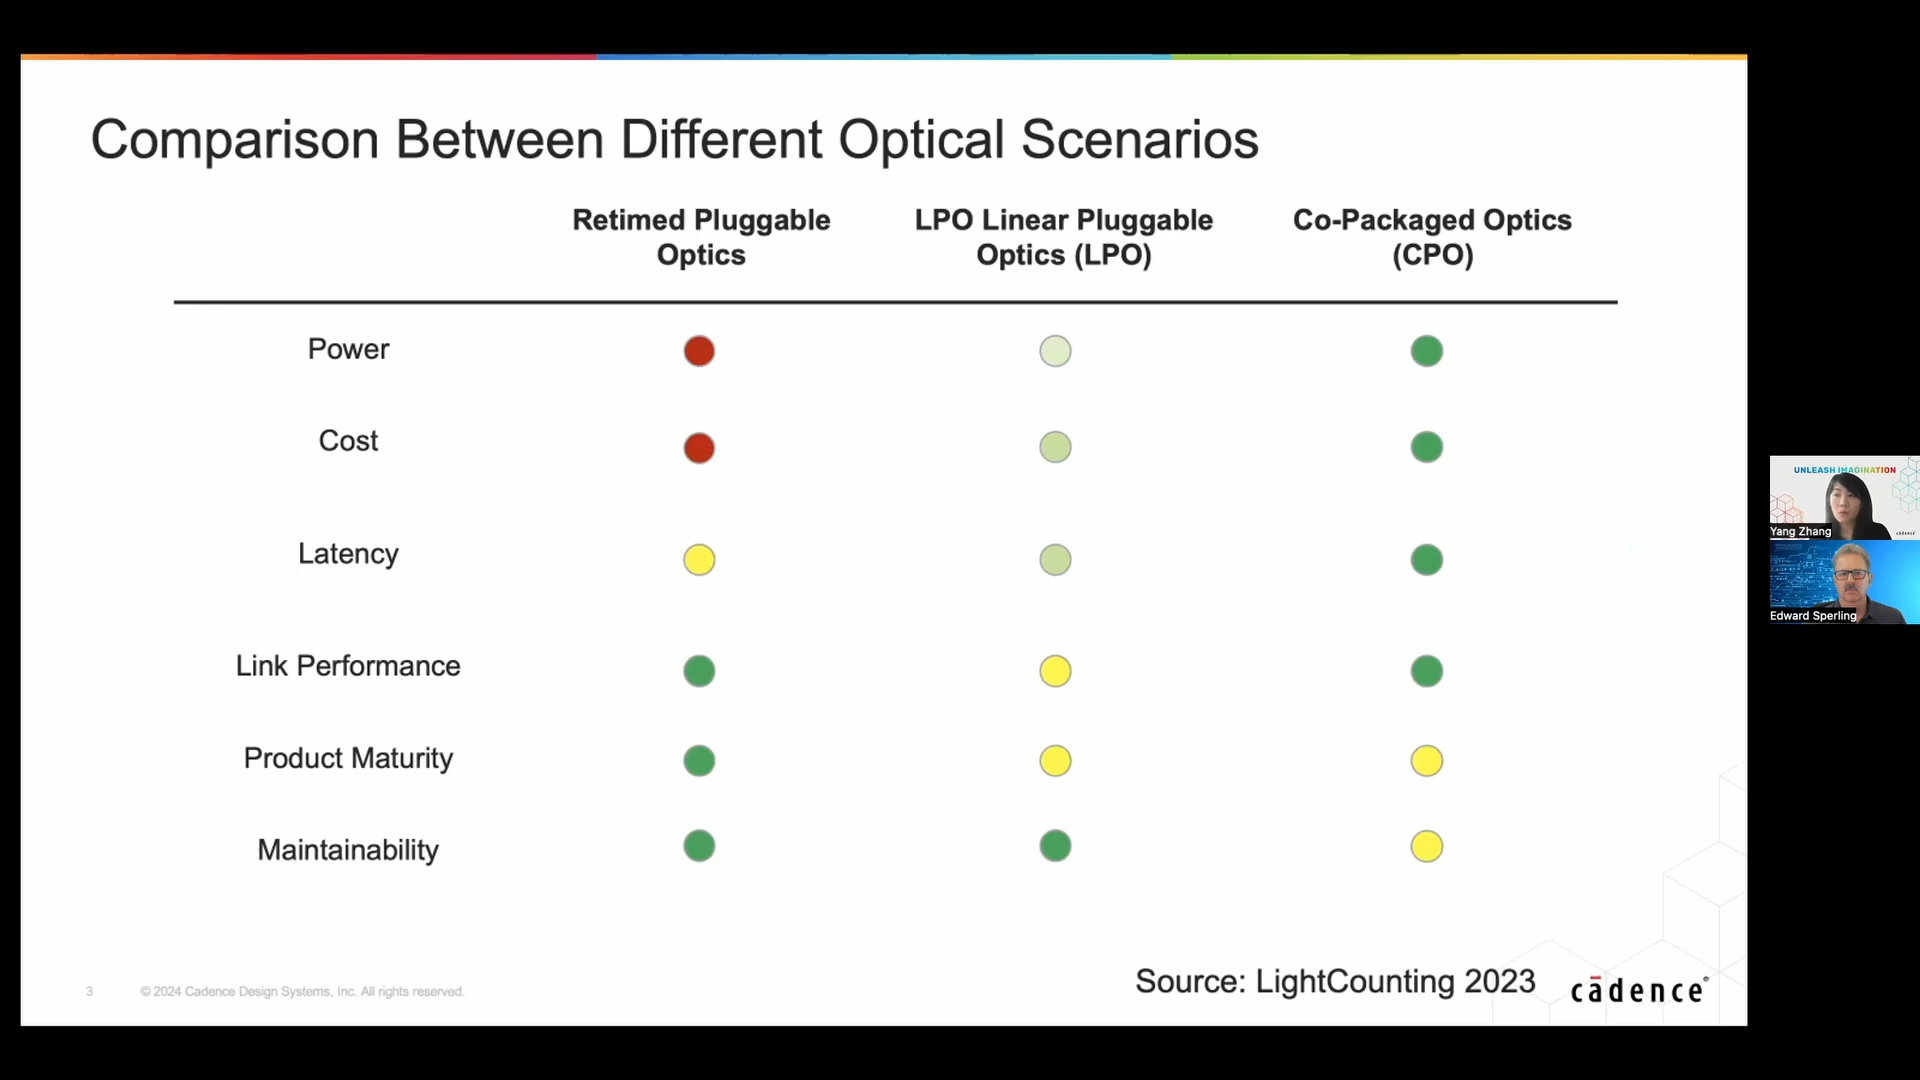 Comparison Between Different Optical Scenarios
Retimed Pluggable
Optics
LPO Linear Pluggable
Optics (LPO)
Co-Packaged Optics
(CPO)
Power
Cost
Latency
Link Performance
Product Maturity
Maintainability
Source: LightCounting 2023
3
© 2024 Cadence Design Systems, Inc. All rights reserved.
cādence®
UNLEASH IMAGINATION
cādence
Yang Zhang
Edward Sperling